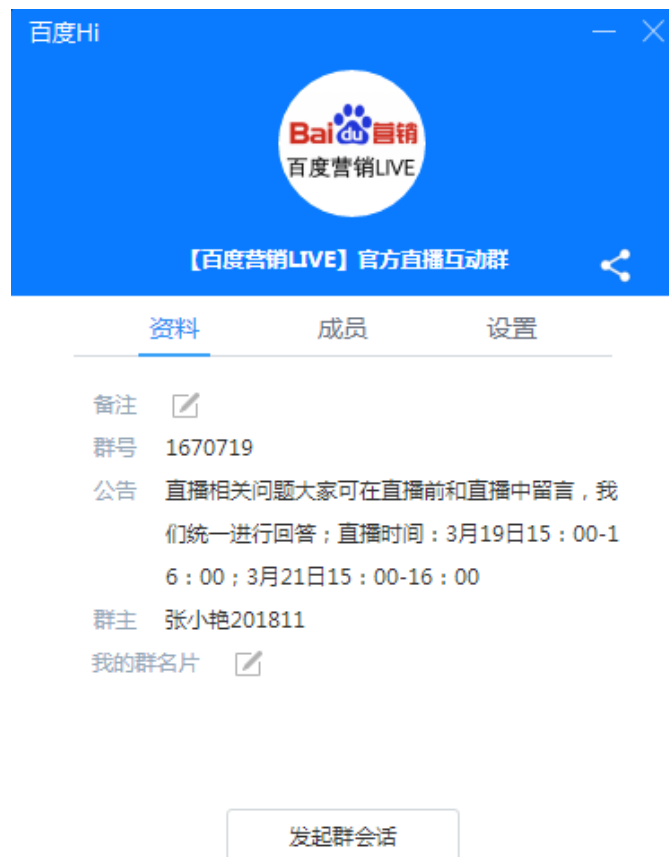 百度Hi
Bai du 营销
百度营销LIVE
【百度营销LIVE】官方直播互动群
资料 成员 设置
备注
群号 1670719
公告 直播相关问题大家可在直播前和直播中留言，我
们统一进行回答；直播时间：3月19日15：00-1
6：00；3月21日15：00-16：00
群主 张小艳201811
我的群名片
发起群会话